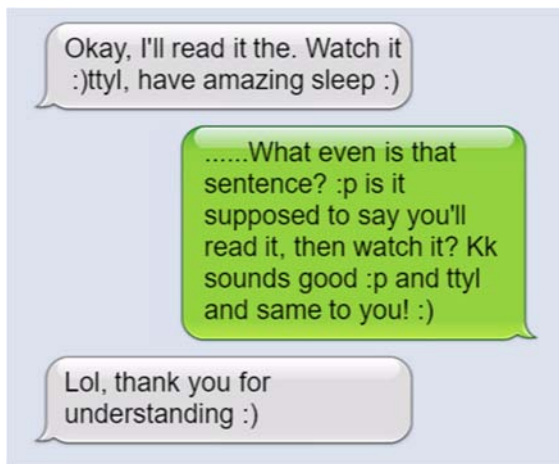 Okay, I'll read it the. Watch it
:)ttyl, have amazing sleep :)
......What even is that
sentence? :p is it
supposed to say you'll
read it, then watch it? Kk
sounds good :p and ttyl
and same to you! :)
Lol, thank you for
understanding :)